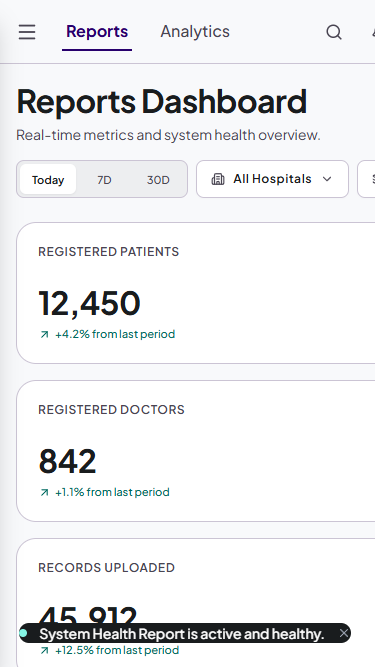 Reports Analytics
Reports Dashboard
Real-time metrics and system health overview.
Today 7D 30D All Hospitals
REGISTERED PATIENTS
12,450
+4.2% from last period
REGISTERED DOCTORS
842
+1.1% from last period
RECORDS UPLOADED
45,912
System Health Report is active and healthy.
+12.5% from last period